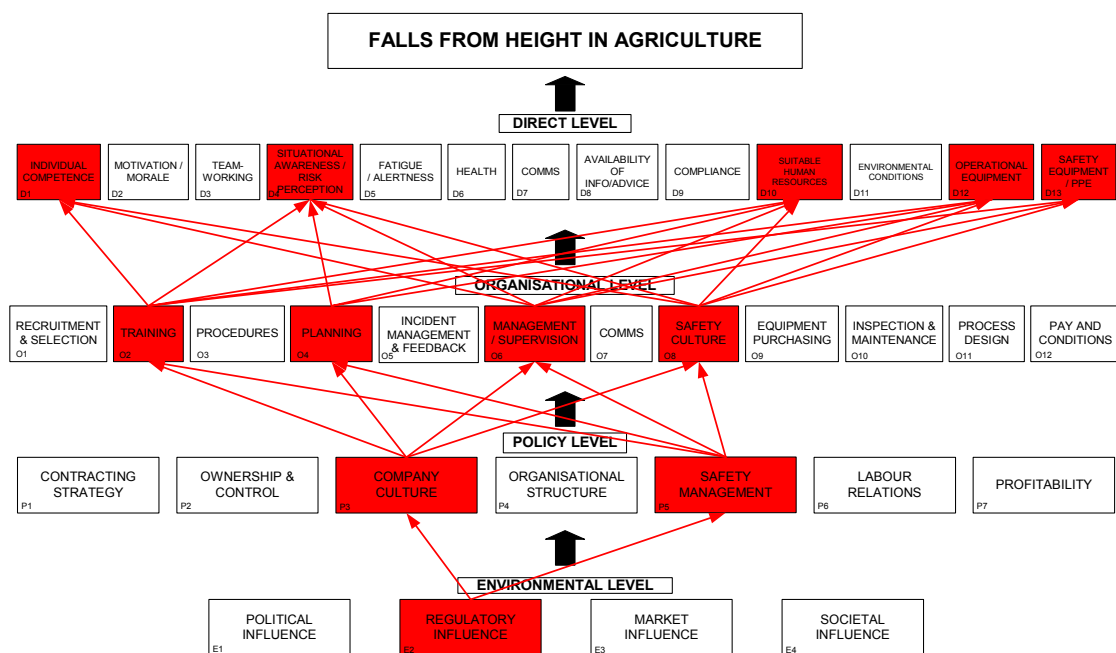 FALLS FROM HEIGHT IN AGRICULTURE
DIRECT LEVEL
INDIVIDUAL
COMPETENCE
D1
MOTIVATION /
MORALE
D2
TEAM-
WORKING
D3
SITUATIONAL
AWARENESS /
RISK
PERCEPTION
D4
FATIGUE
/ ALERTNESS
D5
HEALTH
D6
COMMS
D7
AVAILABILITY
OF
INFO/ADVICE
D8
COMPLIANCE
D9
SUITABLE
HUMAN
RESOURCES
D10
ENVIRONMENTAL
CONDITIONS
D11
OPERATIONAL
EQUIPMENT
D12
SAFETY
EQUIPMENT
/ PPE
D13
ORGANISATIONAL LEVEL
RECRUITMENT
& SELECTION
O1
TRAINING
O2
PROCEDURES
O3
PLANNING
O4
INCIDENT
MANAGEMENT
& FEEDBACK
O5
MANAGEMENT
/ SUPERVISION
O6
COMMS
O7
SAFETY
CULTURE
O8
EQUIPMENT
PURCHASING
O9
INSPECTION &
MAINTENANCE
O10
PROCESS
DESIGN
O11
PAY AND
CONDITIONS
O12
POLICY LEVEL
CONTRACTING
STRATEGY
P1
OWNERSHIP &
CONTROL
P2
COMPANY
CULTURE
P3
ORGANISATIONAL
STRUCTURE
P4
SAFETY
MANAGEMENT
P5
LABOUR
RELATIONS
P6
PROFITABILITY
P7
ENVIRONMENTAL LEVEL
POLITICAL
INFLUENCE
E1
REGULATORY
INFLUENCE
E2
MARKET
INFLUENCE
E3
SOCIETAL
INFLUENCE
E4